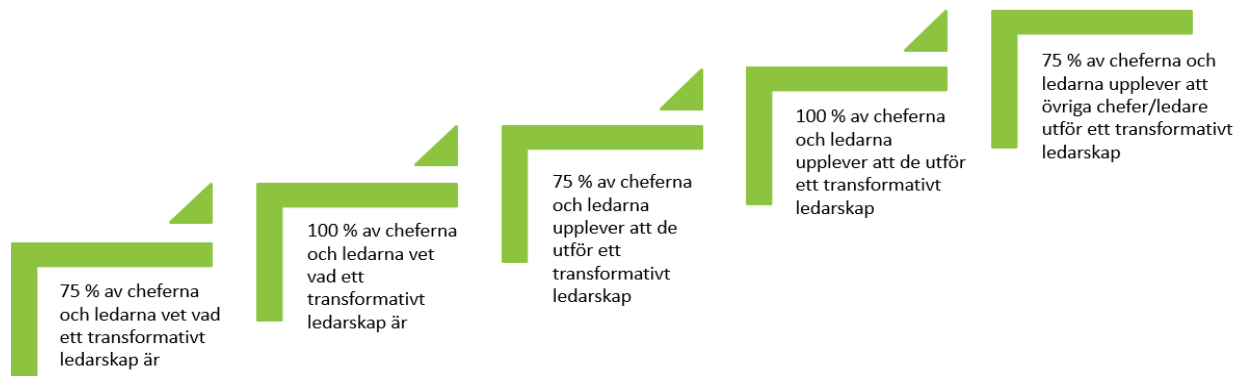 75 % av cheferna
och ledarna vet vad
ett transformativt
ledarskap är
100 % av cheferna
och ledarna vet
vad ett
transformativt
ledarskap är
75 % av cheferna
och ledarna
upplever att de
utför ett
transformativt
ledarskap
100 % av cheferna
och ledarna
upplever att de utför
ett transformativt
ledarskap
75 % av cheferna och
ledarna upplever att
övriga chefer/ledare
utför ett transformativt
ledarskap